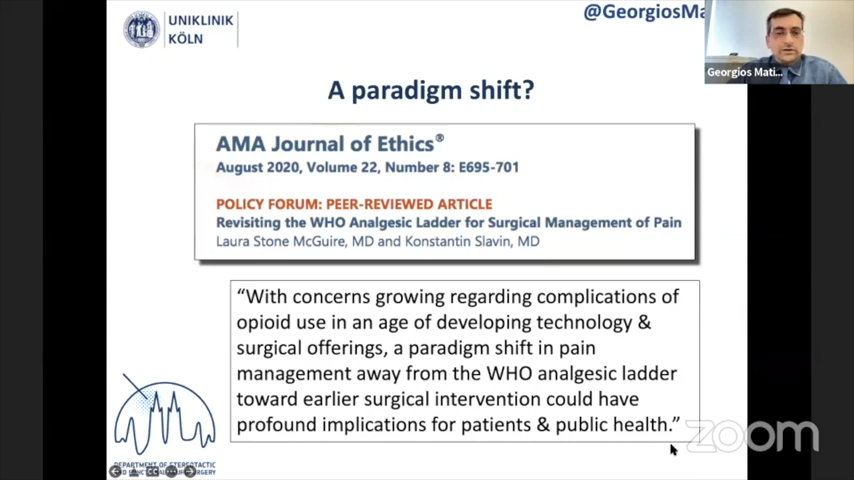 UNIKLINIK
KÖLN
@GeorgiosMa
Georgios Mati...
A paradigm shift?
AMA Journal of Ethics®
August 2020, Volume 22, Number 8: E695-701
POLICY FORUM: PEER-REVIEWED ARTICLE
Revisiting the WHO Analgesic Ladder for Surgical Management of Pain
Laura Stone McGuire, MD and Konstantin Slavin, MD
“With concerns growing regarding complications of
opioid use in an age of developing technology &
surgical offerings, a paradigm shift in pain
management away from the WHO analgesic ladder
toward earlier surgical intervention could have
profound implications for patients & public health.”
zoom
DEPARTMENT OF STEREOTACTIC